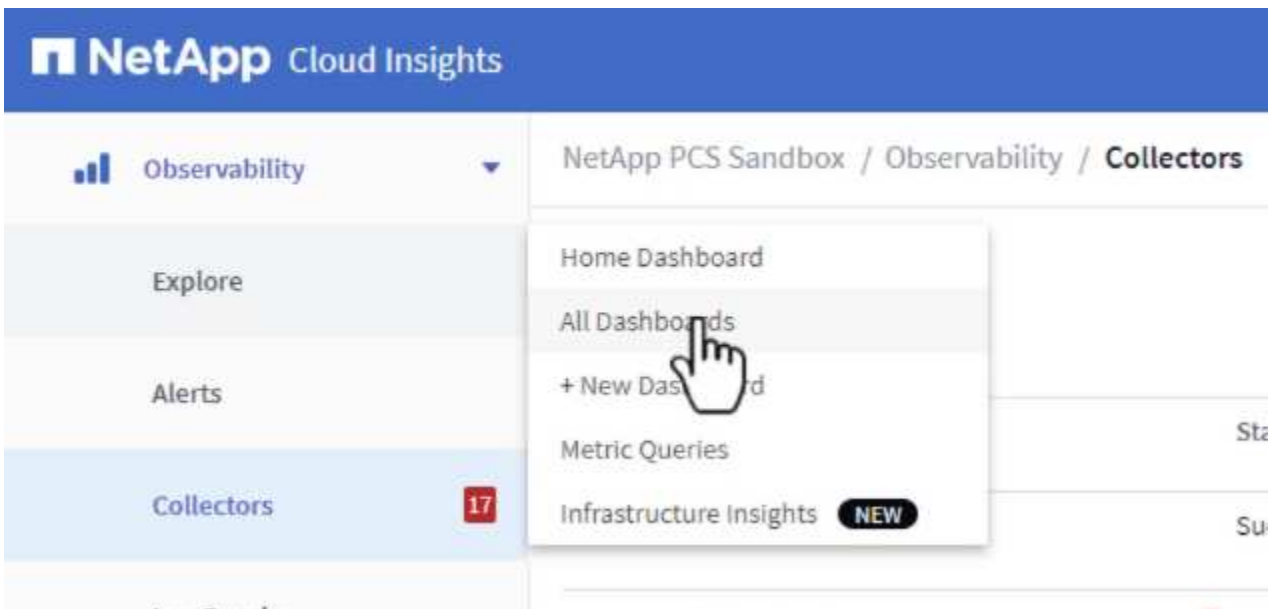 NetApp Cloud Insights
Observability
NetApp PCS Sandbox / Observability / Collectors
Explore
Home Dashboard
All Dashboards
+ New Dashboard
Metric Queries
Infrastructure Insights NEW
Alerts
Collectors 17